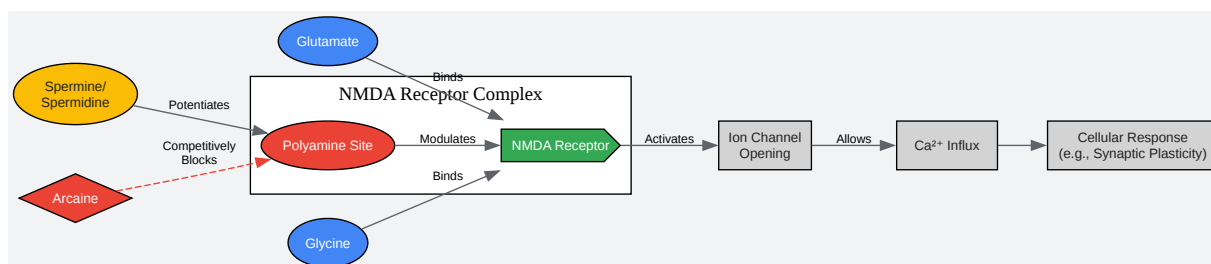 Glutamate
Binds
Spermine/
Spermidine
Potentiates
NMDA Receptor Complex
Competitively
Blocks
Polyamine Site
Modulates
NMDA Receptor
Activates
Ion Channel
Opening
Allows
Ca²⁺ Influx
Cellular Response
(e.g., Synaptic Plasticity)
Arcaine
Binds
Glycine